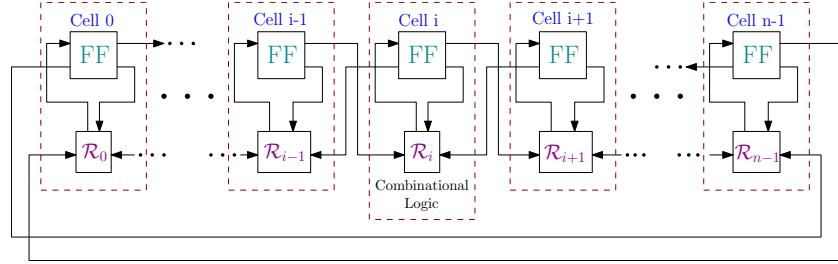 Cell 0
Cell i-1
Cell i
Cell i+1
Cell n-1
FF
FF
FF
FF
FF
R₀
Rᵢ₋₁
Rᵢ
Rᵢ₊₁
Rₙ₋₁
Combinational
Logic